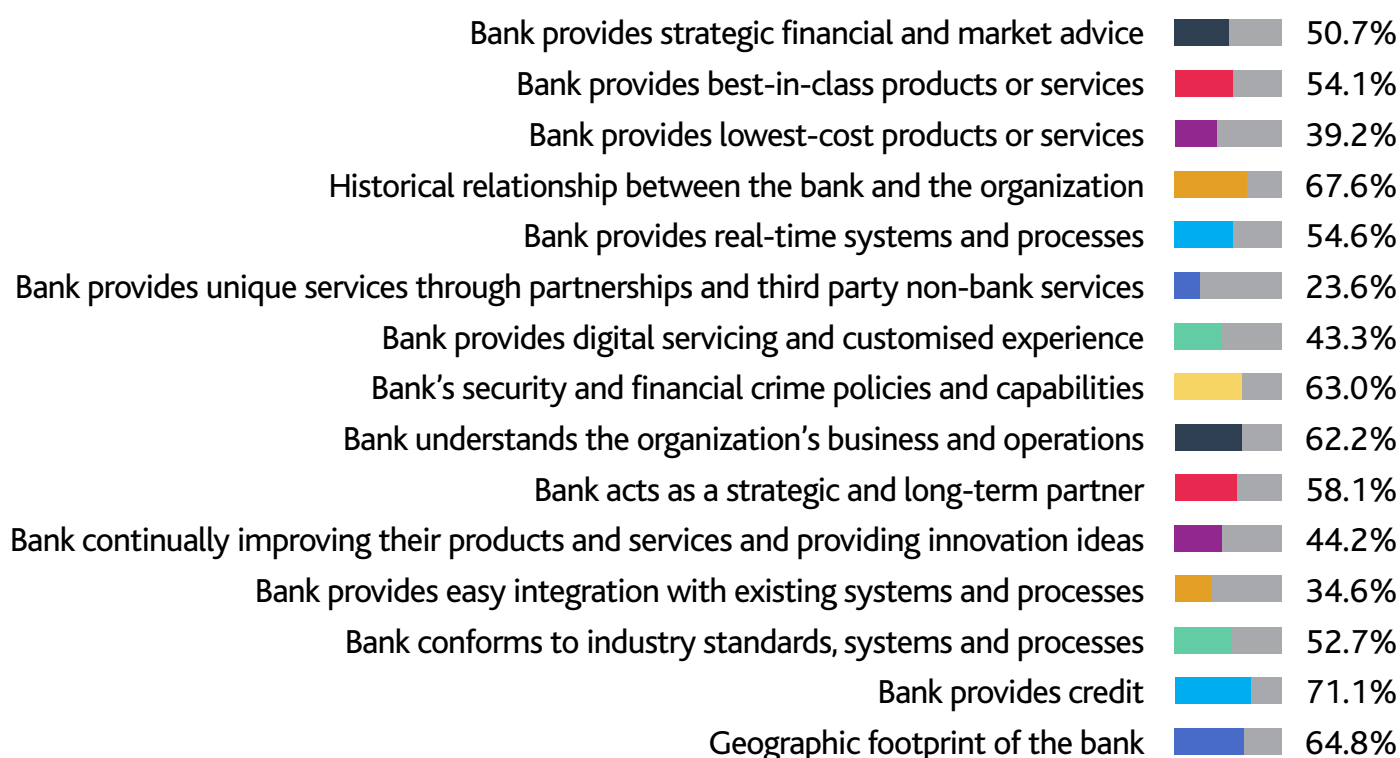 Bank provides strategic financial and market advice 50.7%
Bank provides best-in-class products or services 54.1%
Bank provides lowest-cost products or services 39.2%
Historical relationship between the bank and the organization 67.6%
Bank provides real-time systems and processes 54.6%
Bank provides unique services through partnerships and third party non-bank services 23.6%
Bank provides digital servicing and customised experience 43.3%
Bank’s security and financial crime policies and capabilities 63.0%
Bank understands the organization’s business and operations 62.2%
Bank acts as a strategic and long-term partner 58.1%
Bank continually improving their products and services and providing innovation ideas 44.2%
Bank provides easy integration with existing systems and processes 34.6%
Bank conforms to industry standards, systems and processes 52.7%
Bank provides credit 71.1%
Geographic footprint of the bank 64.8%